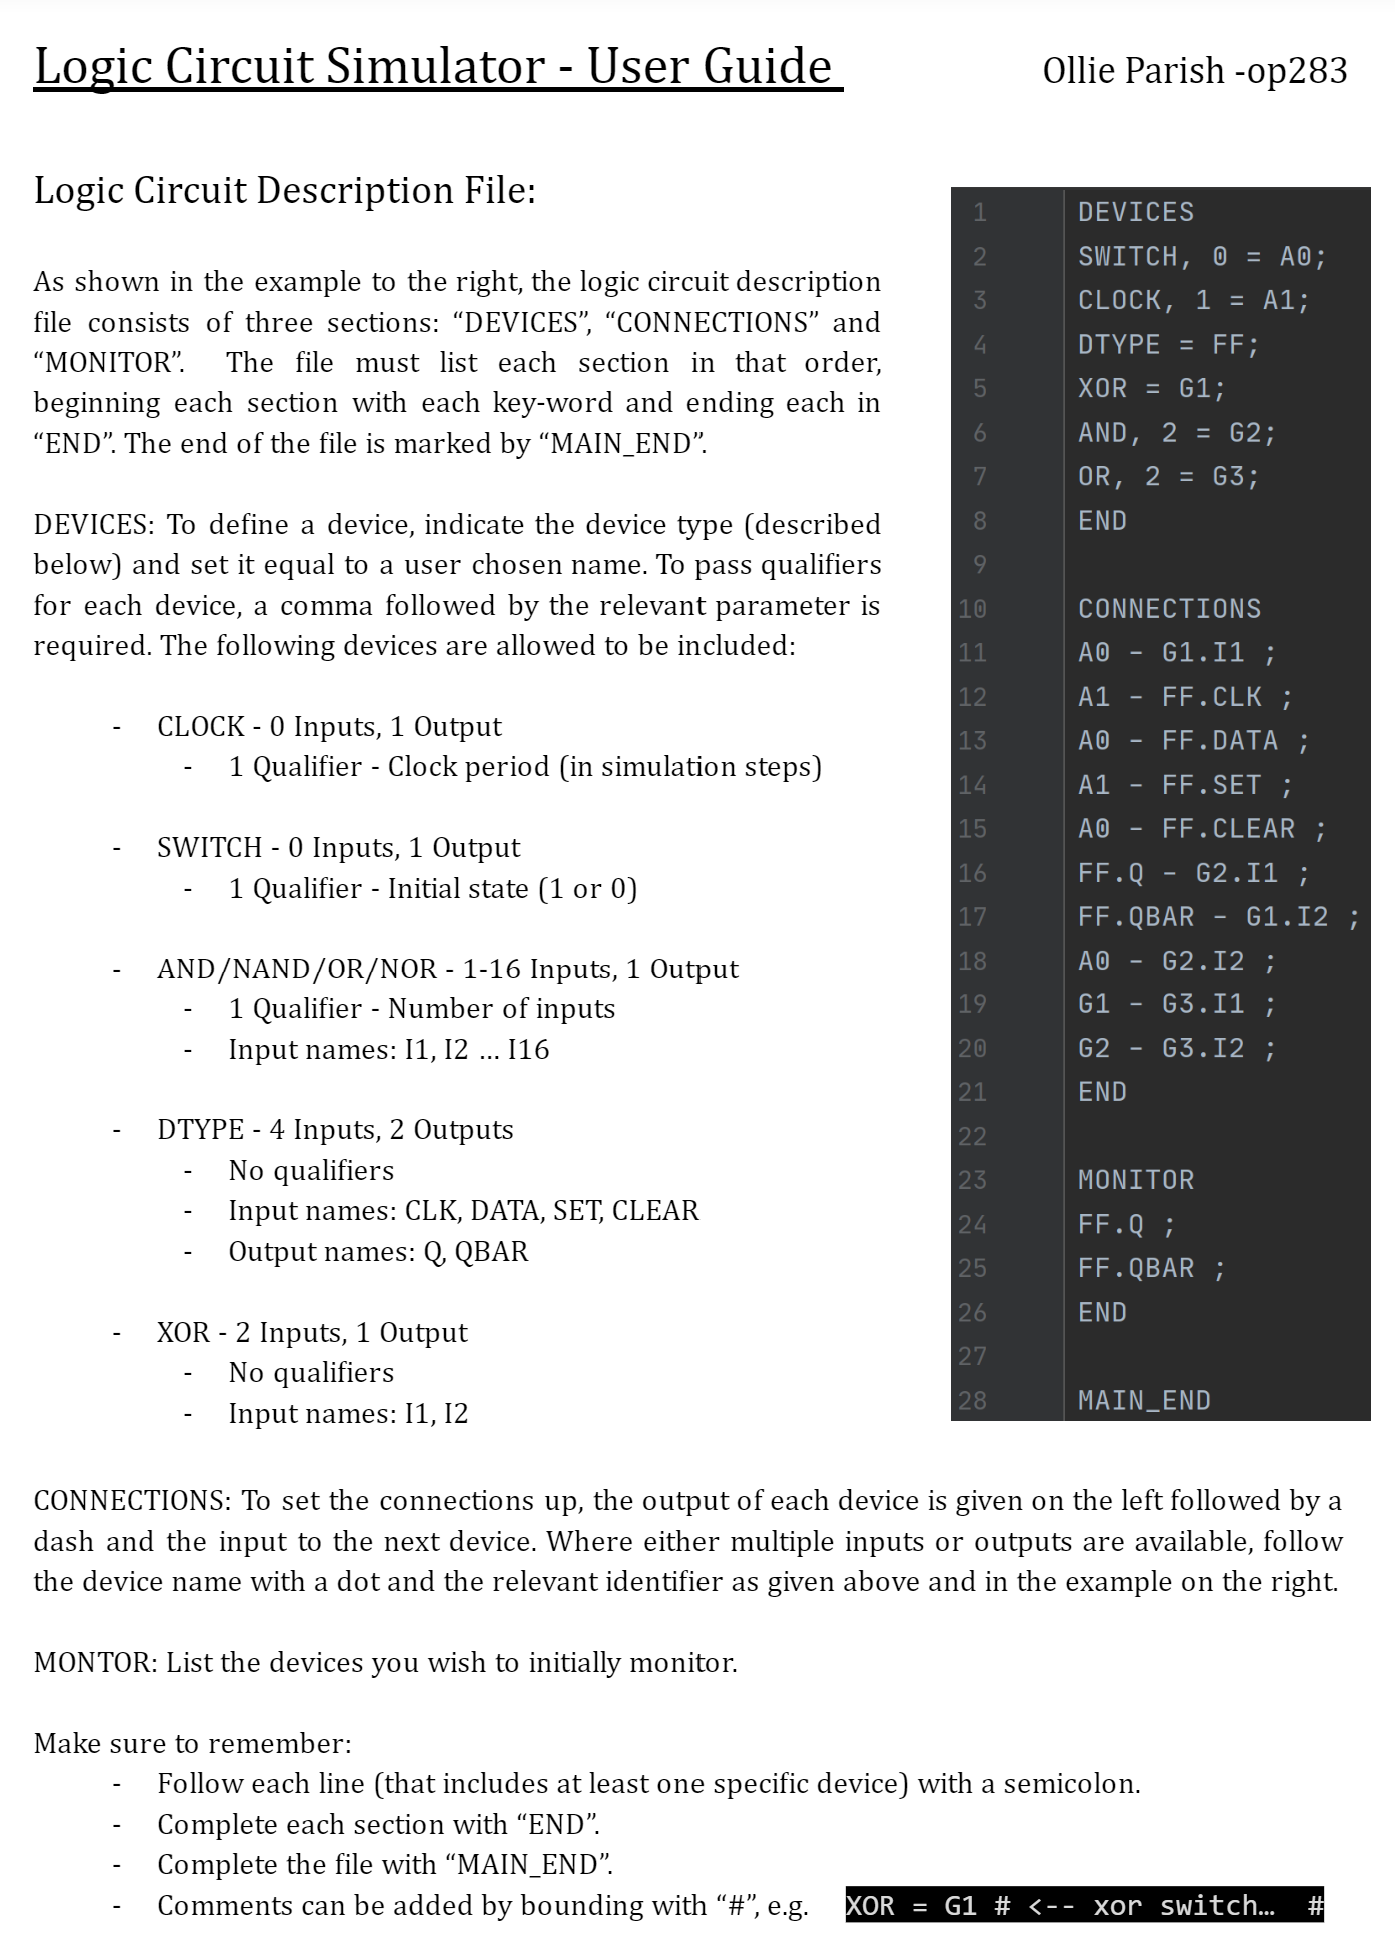 Logic Circuit Simulator - User Guide
Ollie Parish -op283
Logic Circuit Description File:
As shown in the example to the right, the logic circuit description
file consists of three sections: “DEVICES”, “CONNECTIONS” and
“MONITOR”. The file must list each section in that order,
beginning each section with each key-word and ending each in
“END”. The end of the file is marked by “MAIN_END”.
DEVICES: To define a device, indicate the device type (described
below) and set it equal to a user chosen name. To pass qualifiers
for each device, a comma followed by the relevant parameter is
required. The following devices are allowed to be included:
- CLOCK - 0 Inputs, 1 Output
- 1 Qualifier - Clock period (in simulation steps)
- SWITCH - 0 Inputs, 1 Output
- 1 Qualifier - Initial state (1 or 0)
- AND/NAND/OR/NOR - 1-16 Inputs, 1 Output
- 1 Qualifier - Number of inputs
- Input names: I1, I2 ... I16
- DTYPE - 4 Inputs, 2 Outputs
- No qualifiers
- Input names: CLK, DATA, SET, CLEAR
- Output names: Q, QBAR
- XOR - 2 Inputs, 1 Output
- No qualifiers
- Input names: I1, I2
1 DEVICES
2 SWITCH, 0 = A0;
3 CLOCK, 1 = A1;
4 DTYPE = FF;
5 XOR = G1;
6 AND, 2 = G2;
7 OR, 2 = G3;
8 END
9
10 CONNECTIONS
11 A0 - G1.I1 ;
12 A1 - FF.CLK ;
13 A0 - FF.DATA ;
14 A1 - FF.SET ;
15 A0 - FF.CLEAR ;
16 FF.Q - G2.I1 ;
17 FF.QBAR - G1.I2 ;
18 A0 - G2.I2 ;
19 G1 - G3.I1 ;
20 G2 - G3.I2 ;
21 END
22
23 MONITOR
24 FF.Q ;
25 FF.QBAR ;
26 END
27
28 MAIN_END
CONNECTIONS: To set the connections up, the output of each device is given on the left followed by a
dash and the input to the next device. Where either multiple inputs or outputs are available, follow
the device name with a dot and the relevant identifier as given above and in the example on the right.
MONTOR: List the devices you wish to initially monitor.
Make sure to remember:
- Follow each line (that includes at least one specific device) with a semicolon.
- Complete each section with “END”.
- Complete the file with “MAIN_END”.
- Comments can be added by bounding with “#”, e.g. XOR = G1 # <-- xor switch… #